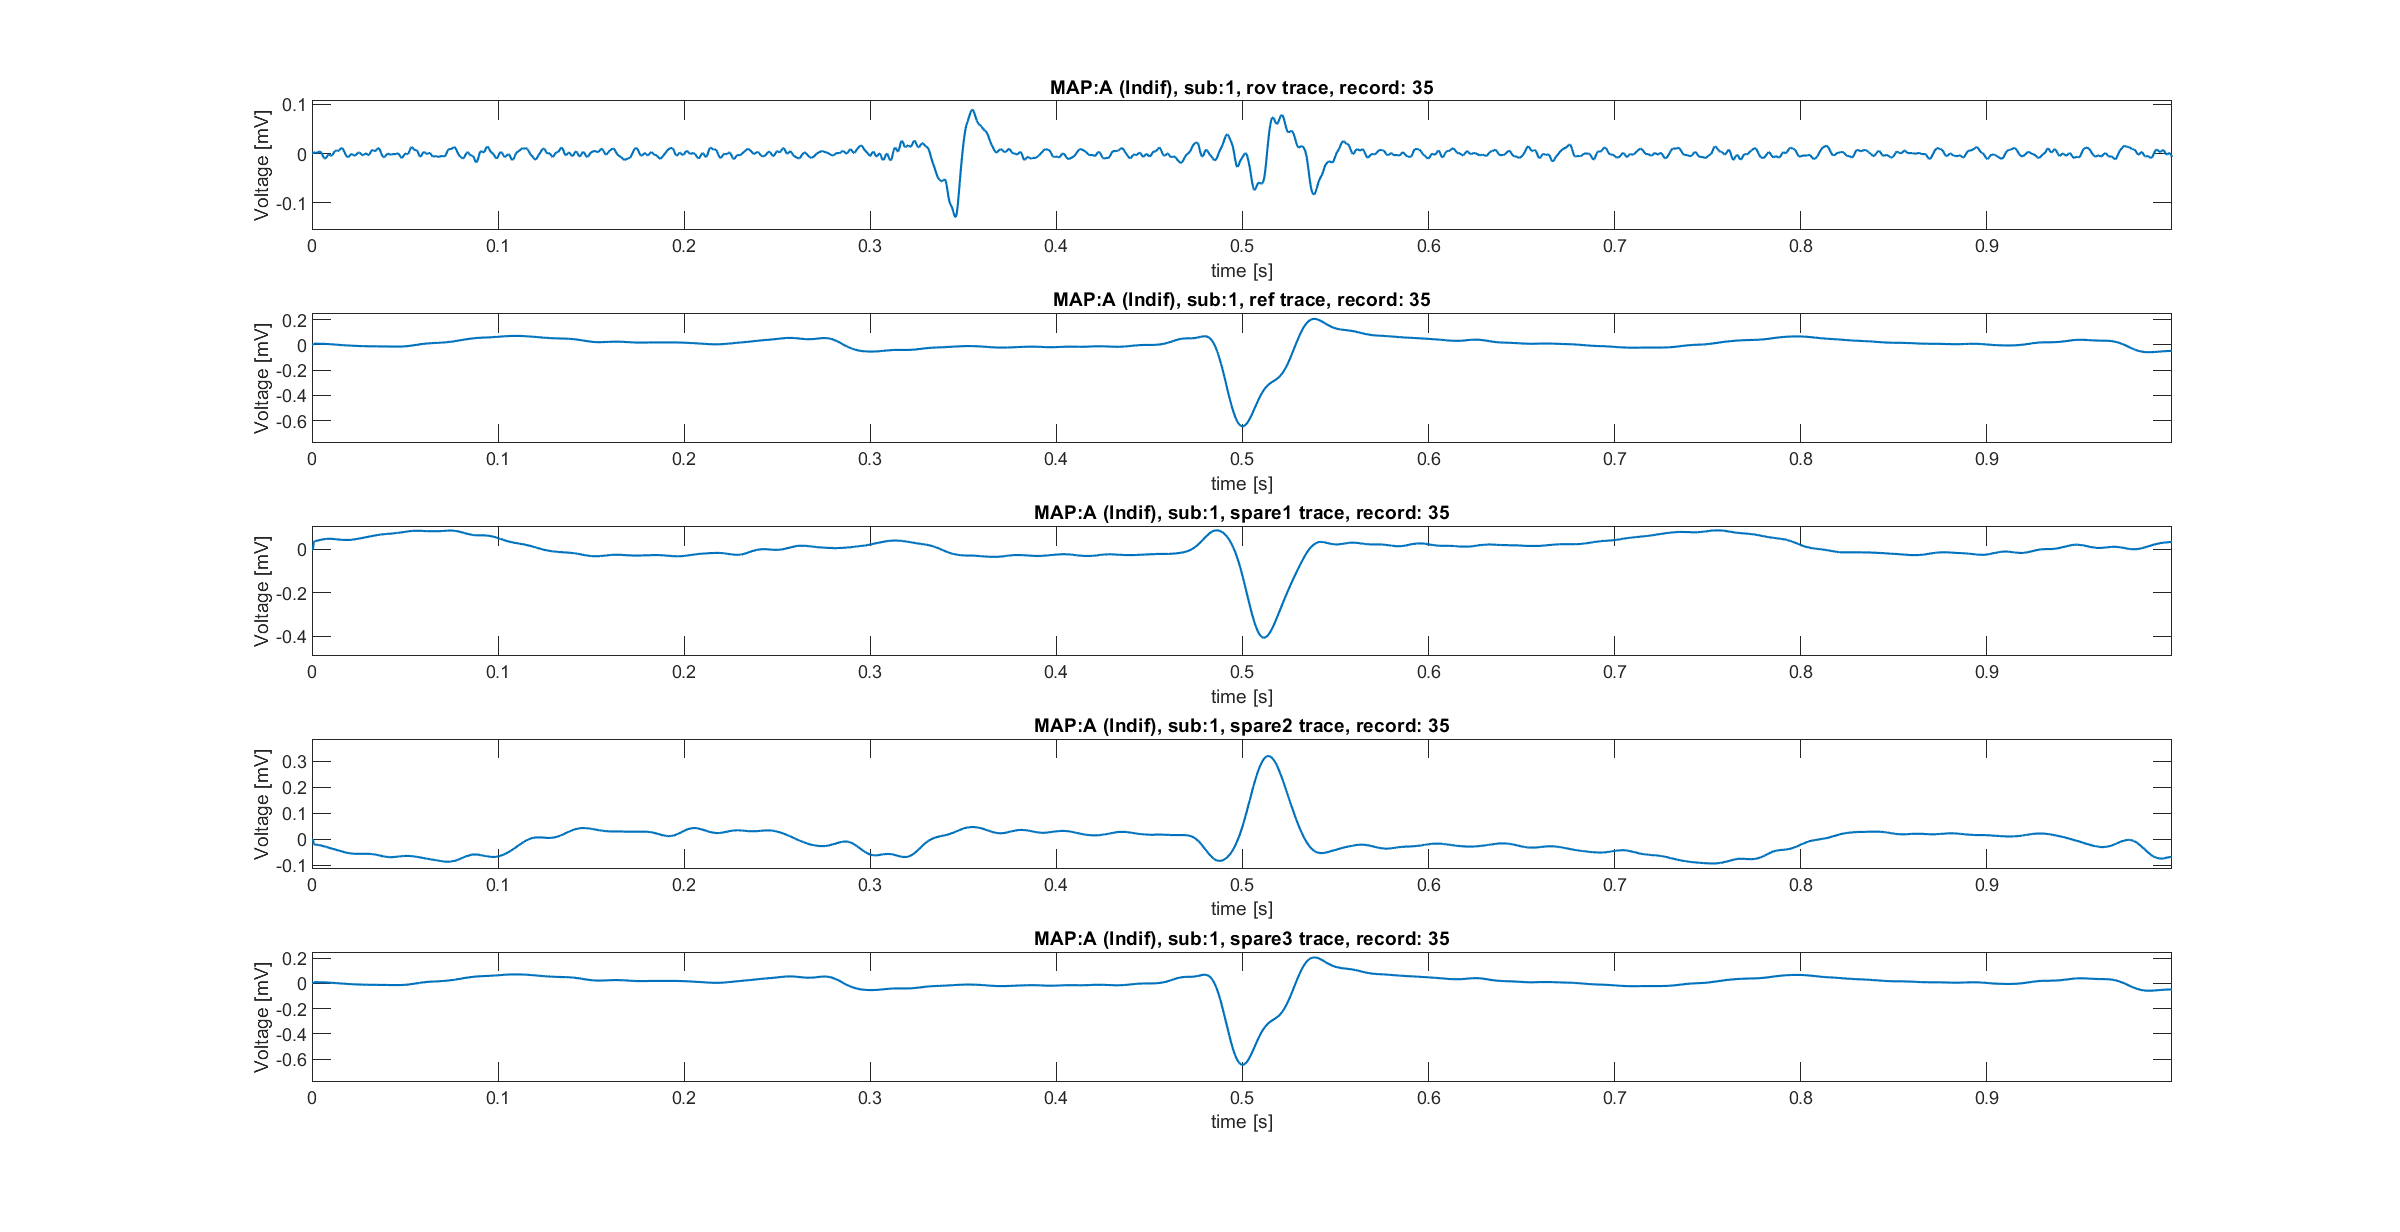 MAP:A (Indif), sub:1, rov trace, record: 35
Voltage [mV]
0.1
0
-0.1
0 0.1 0.2 0.3 0.4 0.5 0.6 0.7 0.8 0.9
time [s]
MAP:A (Indif), sub:1, ref trace, record: 35
Voltage [mV]
0.2
0
-0.2
-0.4
-0.6
0 0.1 0.2 0.3 0.4 0.5 0.6 0.7 0.8 0.9
time [s]
MAP:A (Indif), sub:1, spare1 trace, record: 35
Voltage [mV]
0
-0.2
-0.4
0 0.1 0.2 0.3 0.4 0.5 0.6 0.7 0.8 0.9
time [s]
MAP:A (Indif), sub:1, spare2 trace, record: 35
Voltage [mV]
0.3
0.2
0.1
0
-0.1
0 0.1 0.2 0.3 0.4 0.5 0.6 0.7 0.8 0.9
time [s]
MAP:A (Indif), sub:1, spare3 trace, record: 35
Voltage [mV]
0.2
0
-0.2
-0.4
-0.6
0 0.1 0.2 0.3 0.4 0.5 0.6 0.7 0.8 0.9
time [s]